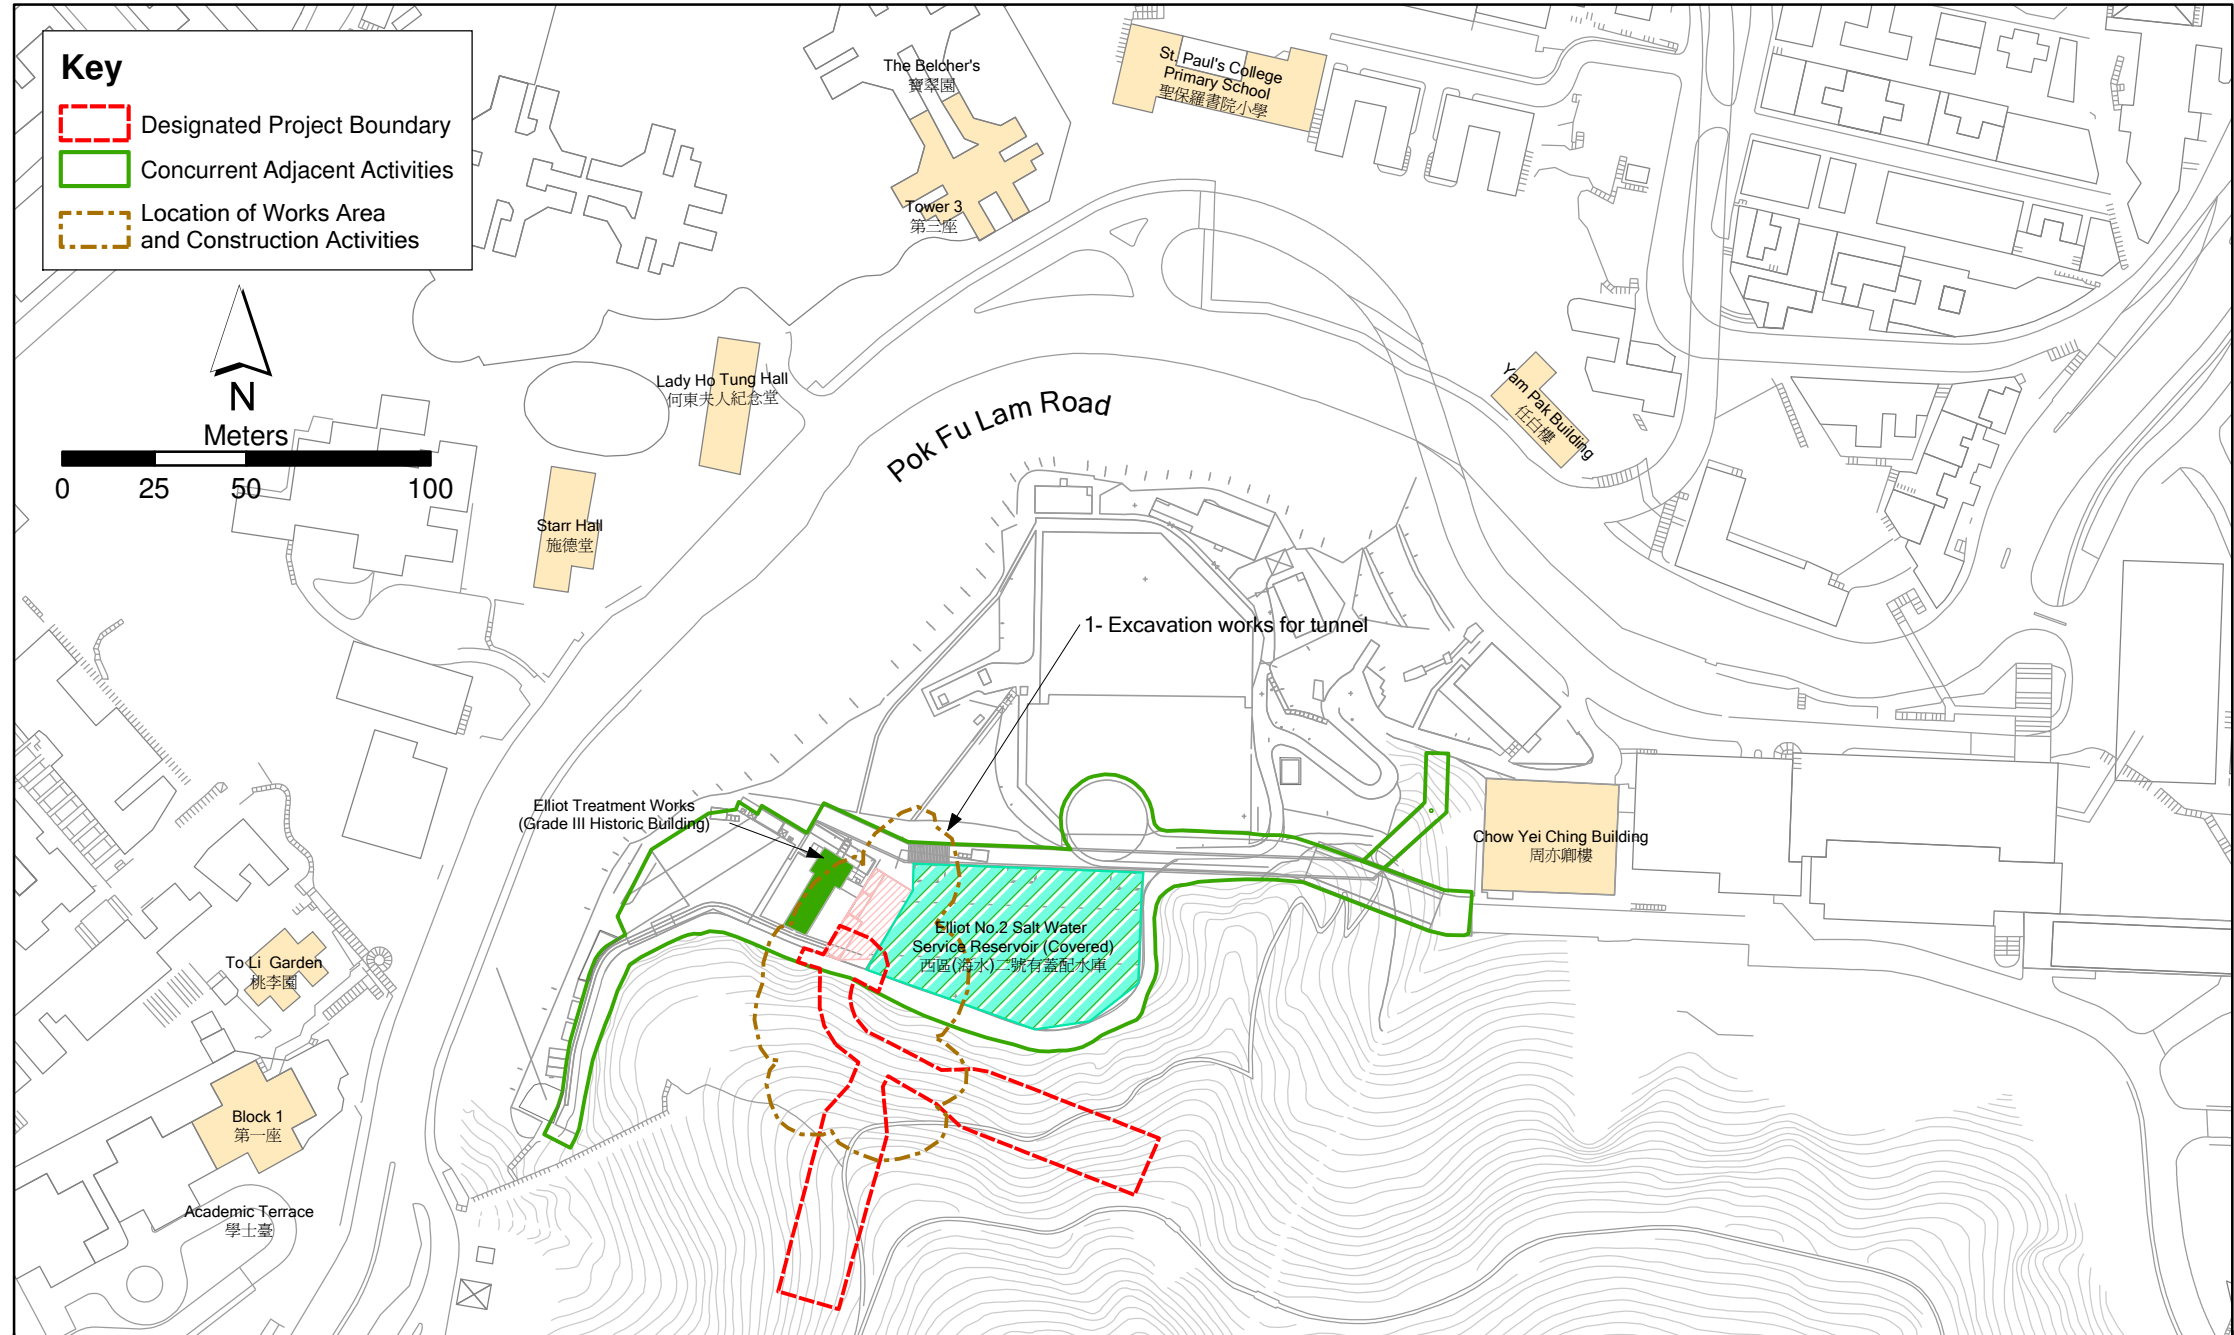 Key
Designated Project Boundary
Concurrent Adjacent Activities
Location of Works Area
and Construction Activities
N
Meters
0 25 50 100
The Belcher's
寶翠園
Tower 3
第三座
St. Paul's College
Primary School
聖保羅書院小學
Lady Ho Tung Hall
何東夫人紀念堂
Pok Fu Lam Road
Yam Pak Building
任白樓
Starr Hall
施德堂
1- Excavation works for tunnel
Elliot Treatment Works
(Grade III Historic Building)
Chow Yei Ching Building
周亦卿樓
Elliot No.2 Salt Water
Service Reservoir (Covered)
西區(海水)二號有蓋配水庫
To Li Garden
桃李園
Block 1
第一座
Academic Terrace
學士臺